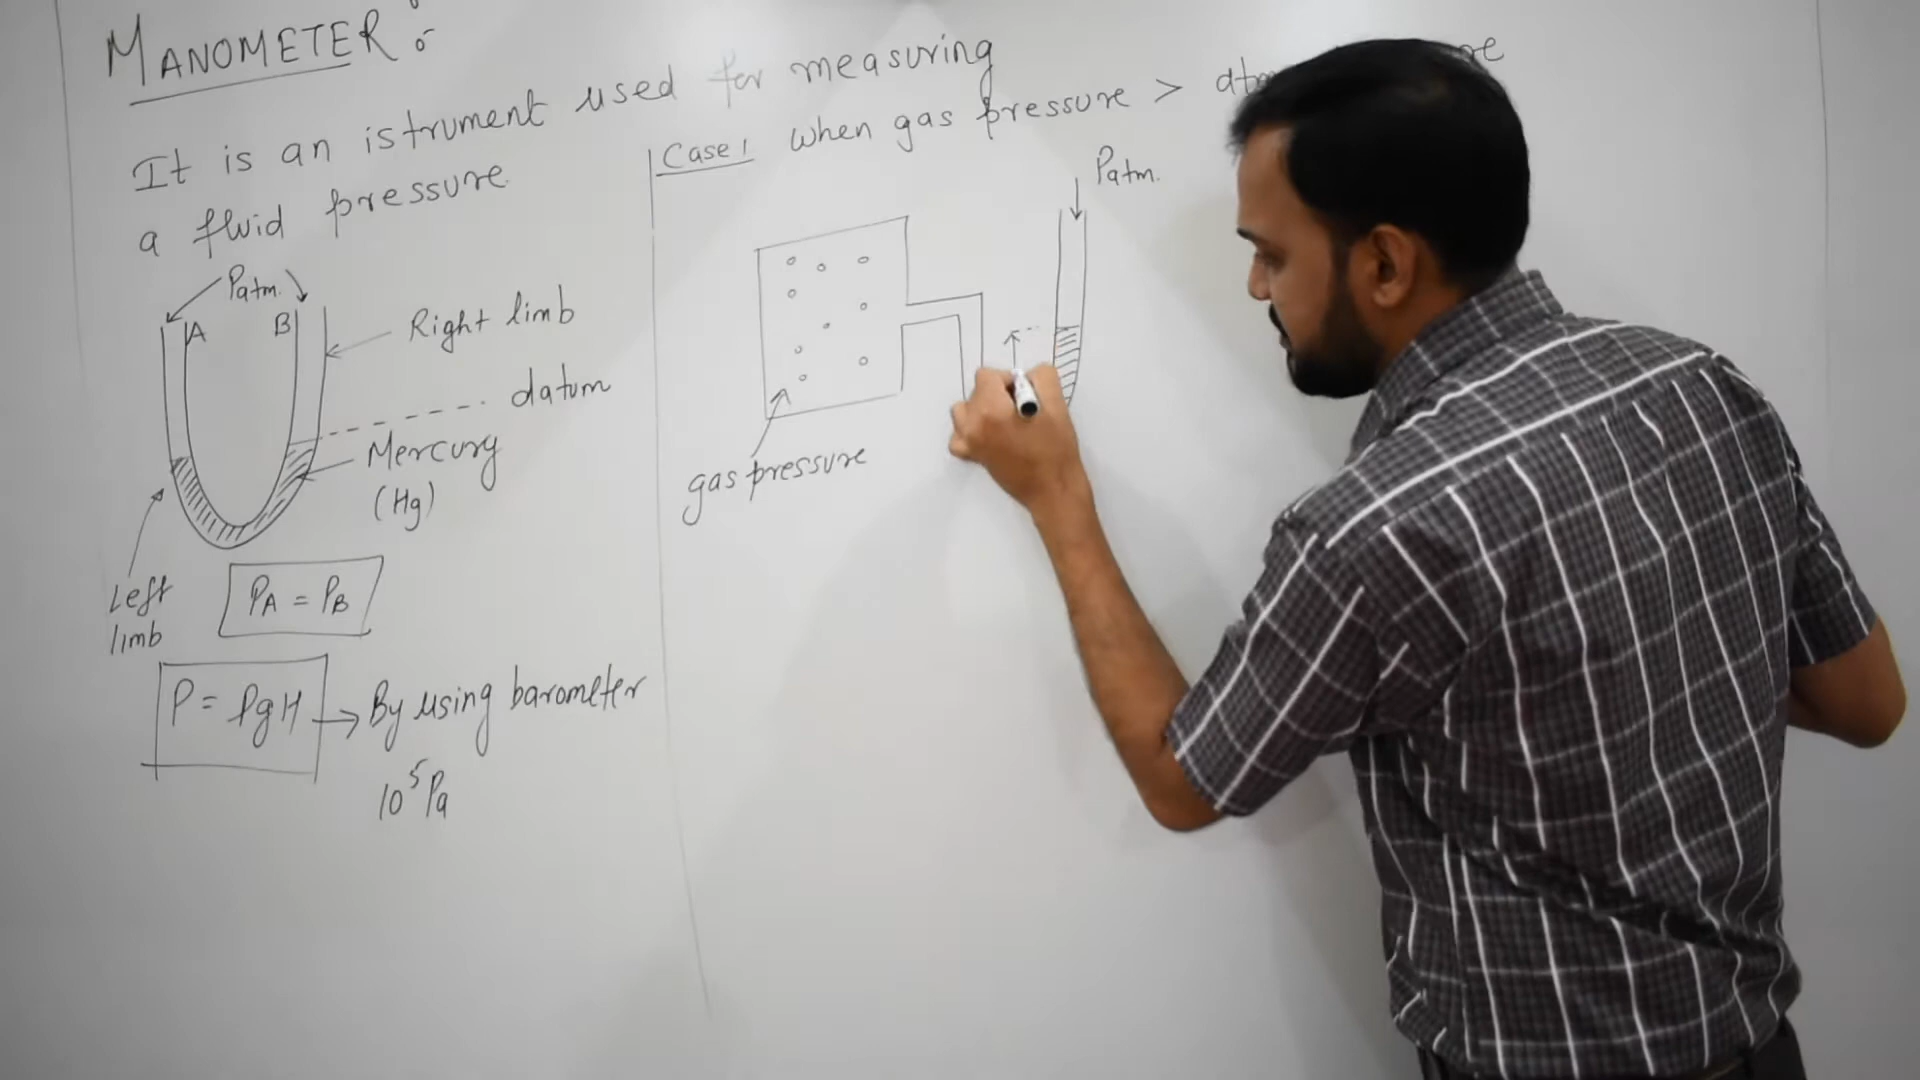 MANOMETER :
It is an istrument used for measuring
a fluid pressure
Patm.
A
B
Right limb
datum
Mercury
(Hg)
Left
limb
PA = PB
P = ρgH → By using barometer
10⁵ Pa
Case 1 When gas pressure >
Patm.
gas pressure